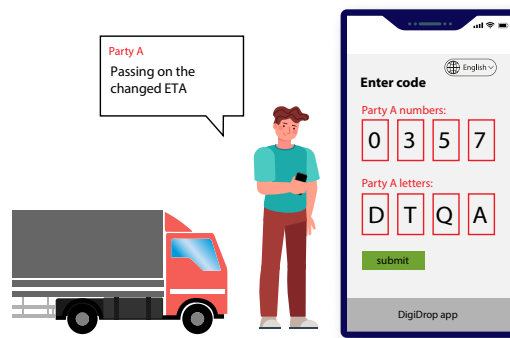 Party A
Passing on the
changed ETA
English
Enter code
Party A numbers:
0 3 5 7
Party A letters:
D T Q A
submit
DigiDrop app